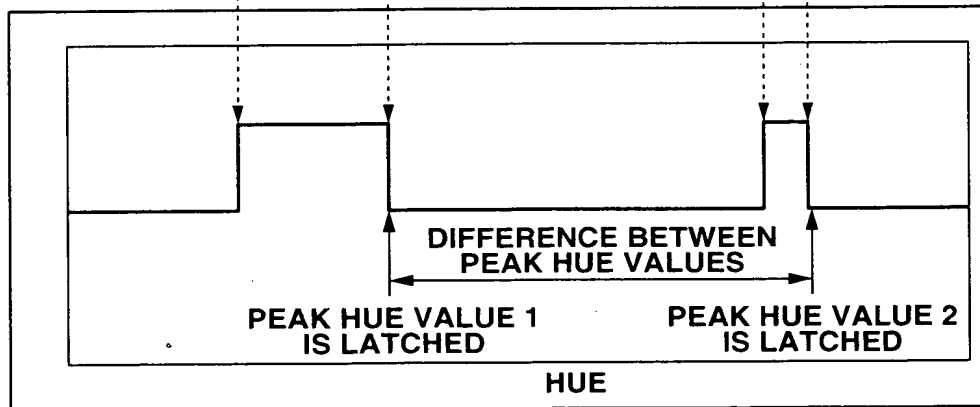 DIFFERENCE BETWEEN
PEAK HUE VALUES
PEAK HUE VALUE 1
IS LATCHED
PEAK HUE VALUE 2
IS LATCHED
HUE